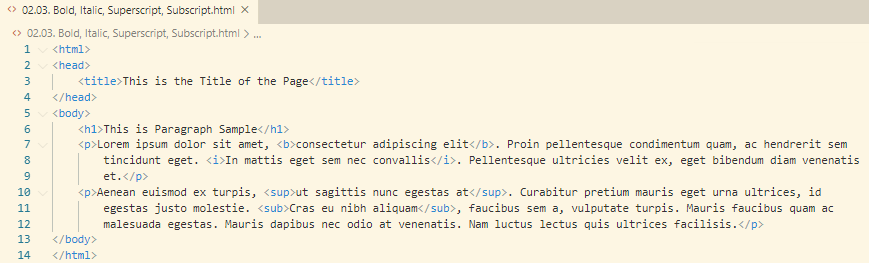 02.03. Bold, Italic, Superscript, Subscript.html
02.03. Bold, Italic, Superscript, Subscript.html > ...
1 <html>
2 <head>
3 <title>This is the Title of the Page</title>
4 </head>
5 <body>
6 <h1>This is Paragraph Sample</h1>
7 <p>Lorem ipsum dolor sit amet, <b>consectetur adipiscing elit</b>. Proin pellentesque condimentum quam, ac hendrerit sem
8 tincidunt eget. <i>In mattis eget sem nec convallis</i>. Pellentesque ultricies velit ex, eget bibendum diam venenatis
9 et.</p>
10 <p>Aenean euismod ex turpis, <sup>ut sagittis nunc egestas at</sup>. Curabitur pretium mauris eget urna ultrices, id
11 egestas justo molestie. <sub>Cras eu nibh aliquam</sub>, faucibus sem a, vulputate turpis. Mauris faucibus quam ac
12 malesuada egestas. Mauris dapibus nec odio at venenatis. Nam luctus lectus quis ultrices facilisis.</p>
13 </body>
14 </html>